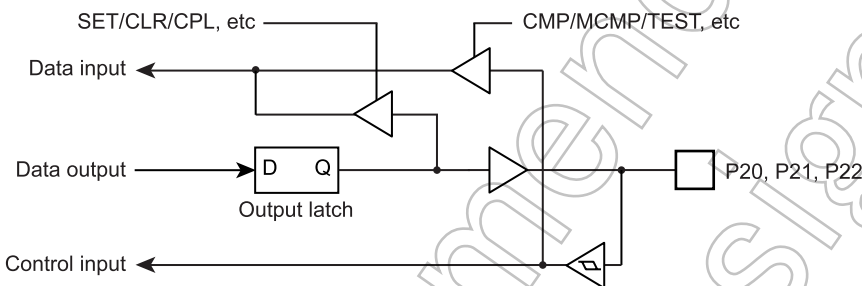 SET/CLR/CPL, etc
CMP/MCMP/TEST, etc
Data input
Data output
D
Q
P20, P21, P22
Output latch
Control input